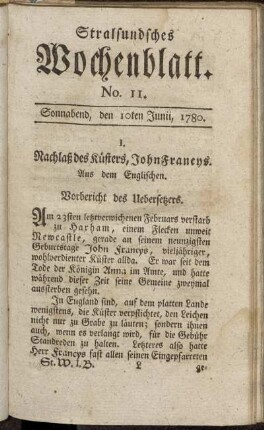 Stralsundsches
Wochenblatt.
No. 11.
Sonnabend, den 10ten Junii, 1780.
1.
Nachlaß des Küsters, John Francys.
Aus dem Englischen.
Vorbericht des Uebersetzers.
Am 23sten letztverwichenen Februars verstarb
zu Harham, einem Flecken unweit
Newcastle, gerade an seinem neunzigsten
Geburtstage John Francys, vieljähriger,
wohlverdienter Küster allda. Er war seit dem
Tode der Königin Anna im Amte, und hatte
während dieser Zeit seine Gemeine zweymal
aussterben gesehn.
In England sind, auf dem platten Lande
wenigstens, die Küster verpflichtet, den Leichen
nicht nur zu Grabe zu läuten; sondern ihnen
auch, wenn es verlangt wird, für die Gebühr
Standreden zu halten. Letzteres also hatte
Herr Francys fast allen seinen Eingepfarreten
St. W. 1. B. L ge-